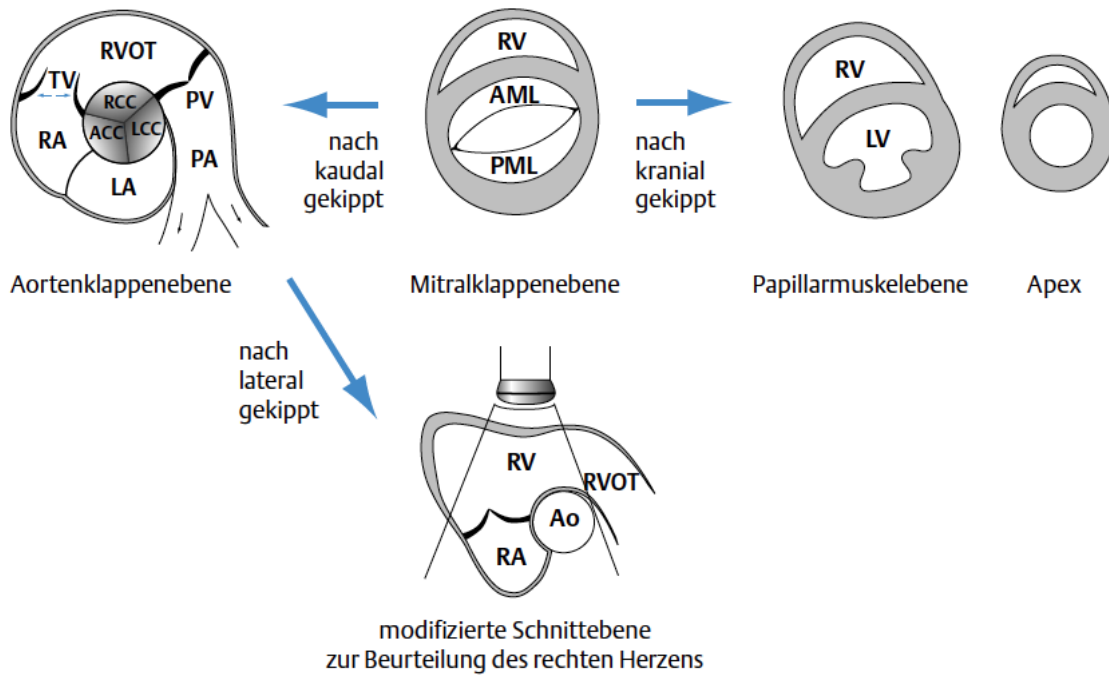 RVOT
TV
RCC
PV
ACC
LCC
RA
PA
LA
Aortenklappenebene
nach
kaudal
gekippt
RV
AML
PML
Mitralklappenebene
nach
kranial
gekippt
RV
LV
Papillarmuskelebene
Apex
nach
lateral
gekippt
RV
RVOT
Ao
RA
modifizierte Schnittebene
zur Beurteilung des rechten Herzens